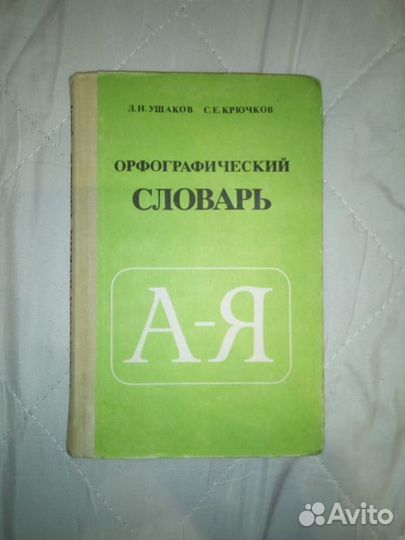 Д.Н.УШАКОВ С.Е.КРЮЧКОВ
ОРФОГРАФИЧЕСКИЙ
СЛОВАРЬ
А-Я
Avito